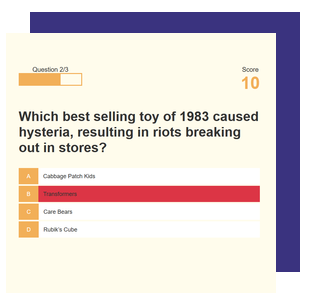 Question 2/3
Score
10
Which best selling toy of 1983 caused
hysteria, resulting in riots breaking
out in stores?
A Cabbage Patch Kids
B Transformers
C Care Bears
D Rubik's Cube